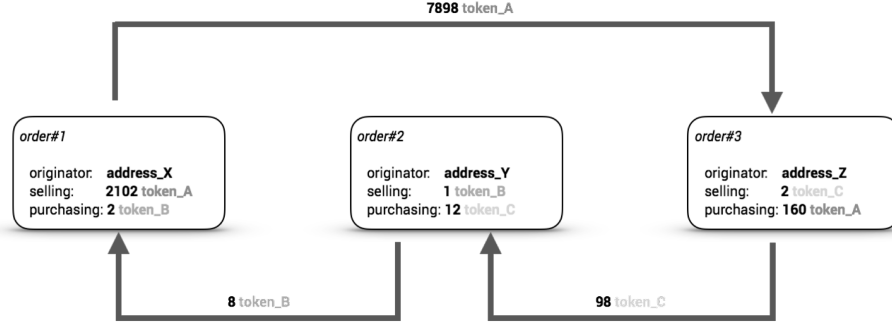 7898 token_A
order#1
originator: address_X
selling: 2102 token_A
purchasing: 2 token_B
order#2
originator: address_Y
selling: 1 token_B
purchasing: 12 token_C
order#3
originator: address_Z
selling: 2 token_C
purchasing: 160 token_A
8 token_B
98 token_C